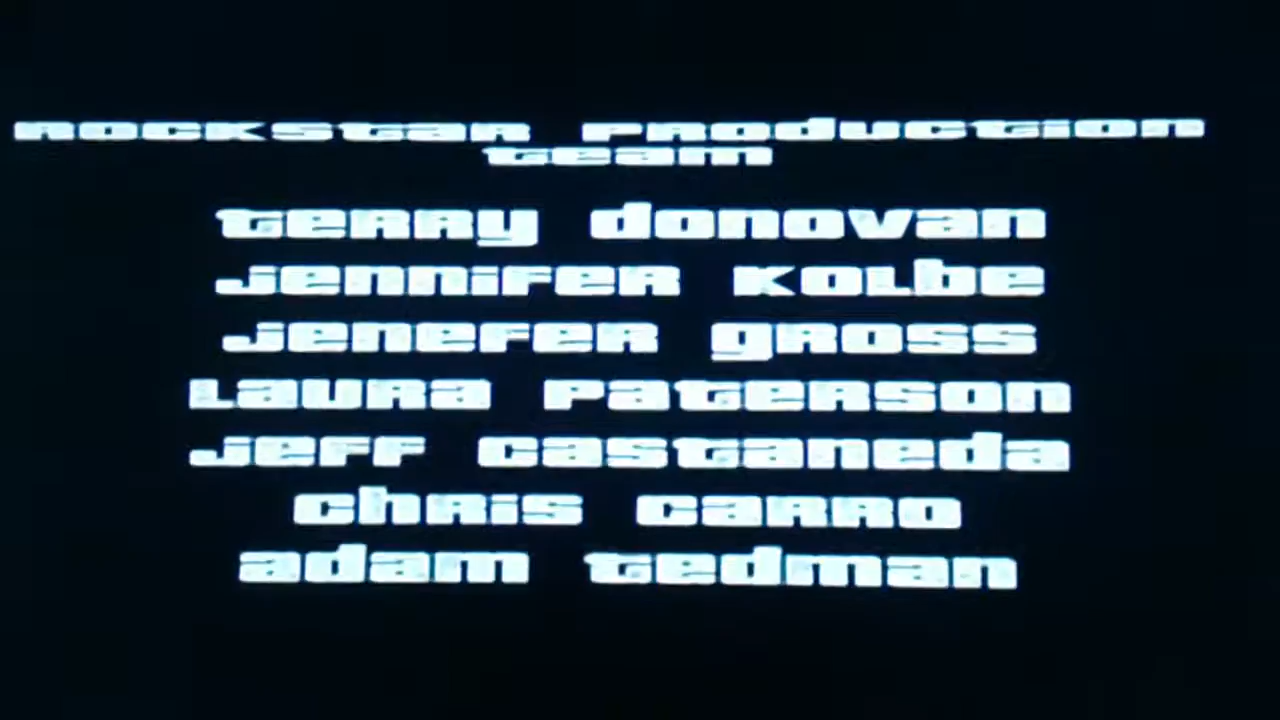 ROCKSTAR PRODUCTION
team
terry donovan
jennifer kolbe
jenefer gross
Laura Paterson
jeff castaneda
chris carro
adam tedman